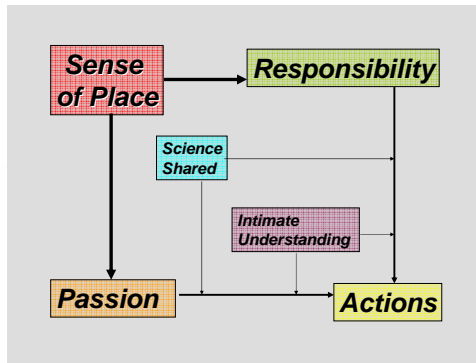 Sense
of Place
Responsibility
Science
Shared
Intimate
Understanding
Passion
Actions